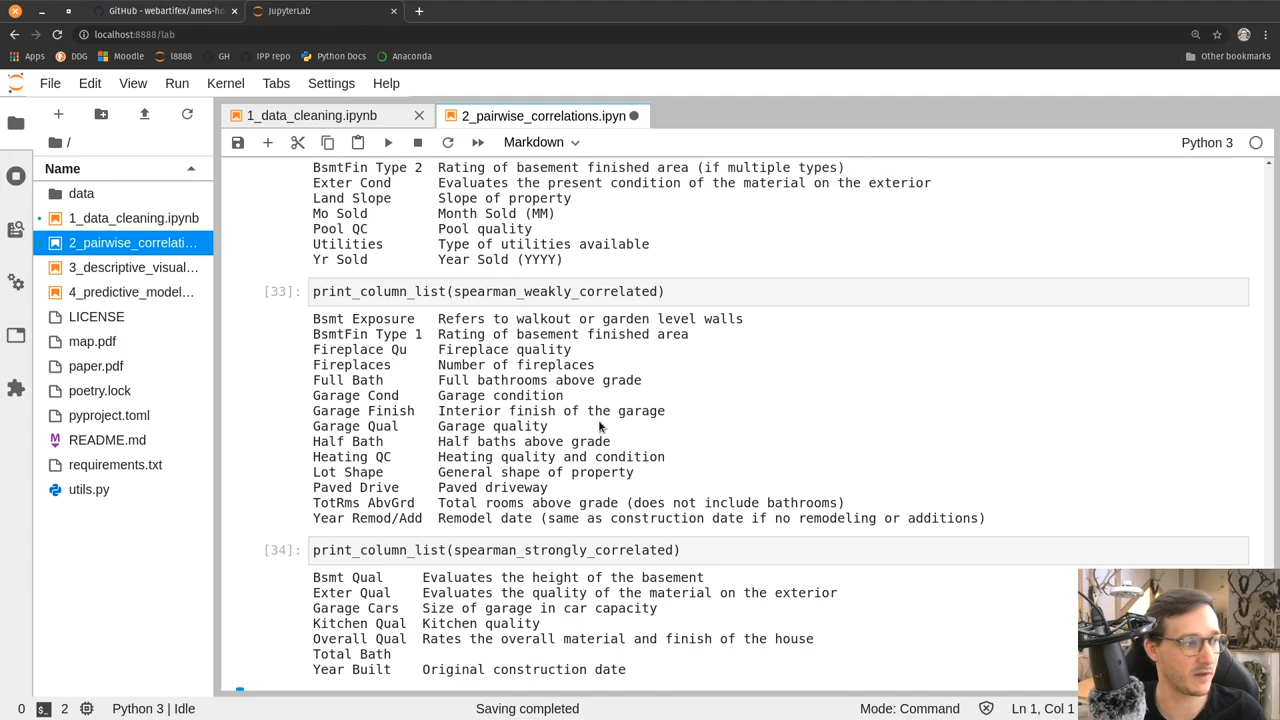 GitHub - webartifex/ames-ho
JupyterLab
localhost:8888/lab
Apps DDG Moodle l8888 GH IPP repo Python Docs Anaconda Other bookmarks
File Edit View Run Kernel Tabs Settings Help
1_data_cleaning.ipynb
2_pairwise_correlations.ipyn
/
Markdown
Python 3
Name
data
1_data_cleaning.ipynb
2_pairwise_correlati…
3_descriptive_visual…
4_predictive_model…
LICENSE
map.pdf
paper.pdf
poetry.lock
pyproject.toml
README.md
requirements.txt
utils.py
BsmtFin Type 2 Rating of basement finished area (if multiple types)
Exter Cond Evaluates the present condition of the material on the exterior
Land Slope Slope of property
Mo Sold Month Sold (MM)
Pool QC Pool quality
Utilities Type of utilities available
Yr Sold Year Sold (YYYY)
[33]: print_column_list(spearman_weakly_correlated)
Bsmt Exposure Refers to walkout or garden level walls
BsmtFin Type 1 Rating of basement finished area
Fireplace Qu Fireplace quality
Fireplaces Number of fireplaces
Full Bath Full bathrooms above grade
Garage Cond Garage condition
Garage Finish Interior finish of the garage
Garage Qual Garage quality
Half Bath Half baths above grade
Heating QC Heating quality and condition
Lot Shape General shape of property
Paved Drive Paved driveway
TotRms AbvGrd Total rooms above grade (does not include bathrooms)
Year Remod/Add Remodel date (same as construction date if no remodeling or additions)
[34]: print_column_list(spearman_strongly_correlated)
Bsmt Qual Evaluates the height of the basement
Exter Qual Evaluates the quality of the material on the exterior
Garage Cars Size of garage in car capacity
Kitchen Qual Kitchen quality
Overall Qual Rates the overall material and finish of the house
Total Bath
Year Built Original construction date
0 2 Python 3 | Idle Saving completed Mode: Command Ln 1, Col 1